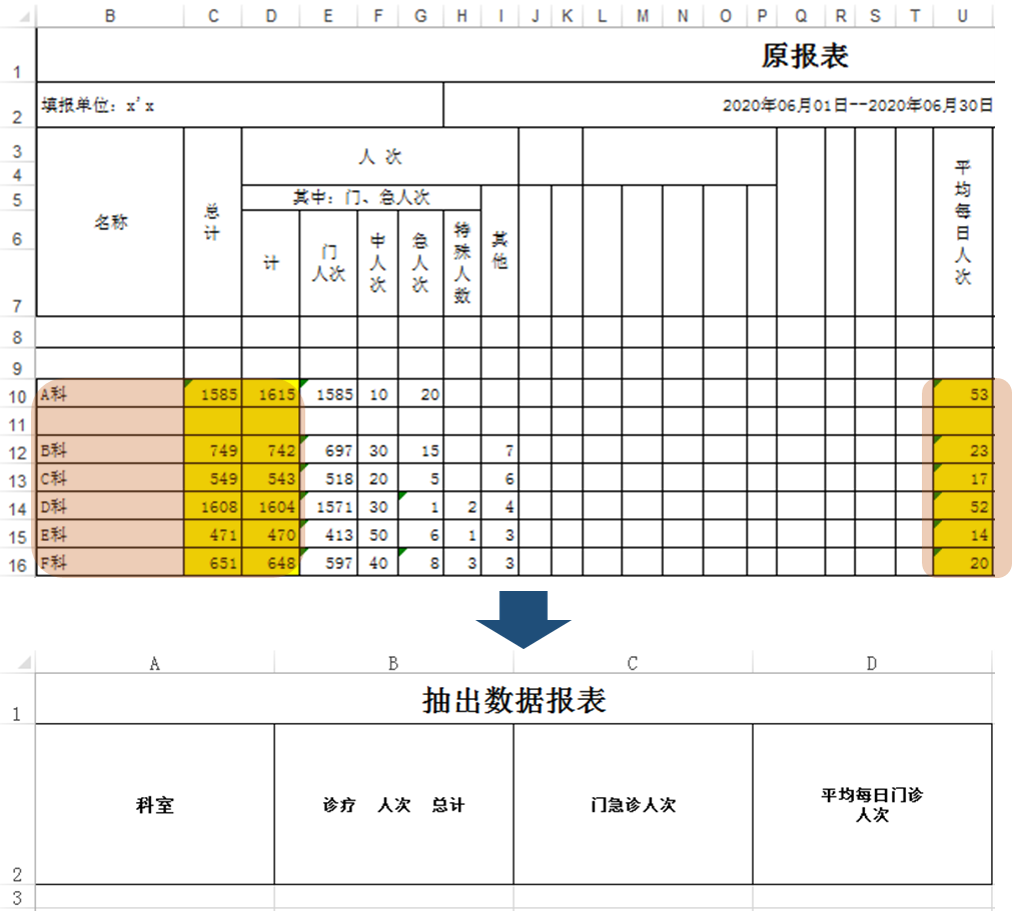 B C D E F G H I J K L M N O P Q R S T U
1 原报表
2 填报单位：x'x 2020年06月01日--2020年06月30日
3 人 次
4
5 其中：门、急人次
6
7
名称
总计
计
门人次
中人次
急人次
特殊人数
其他
平均每日人次
8
9
10 A科 1585 1615 1585 10 20 53
11
12 B科 749 742 697 30 15 7 23
13 C科 549 543 518 20 5 6 17
14 D科 1608 1604 1571 30 1 2 4 52
15 E科 471 470 413 50 6 1 3 14
16 F科 651 648 597 40 8 3 3 20
A B C D
1 抽出数据报表
科室 诊疗 人次 总计 门急诊人次 平均每日门诊
人次
2
3